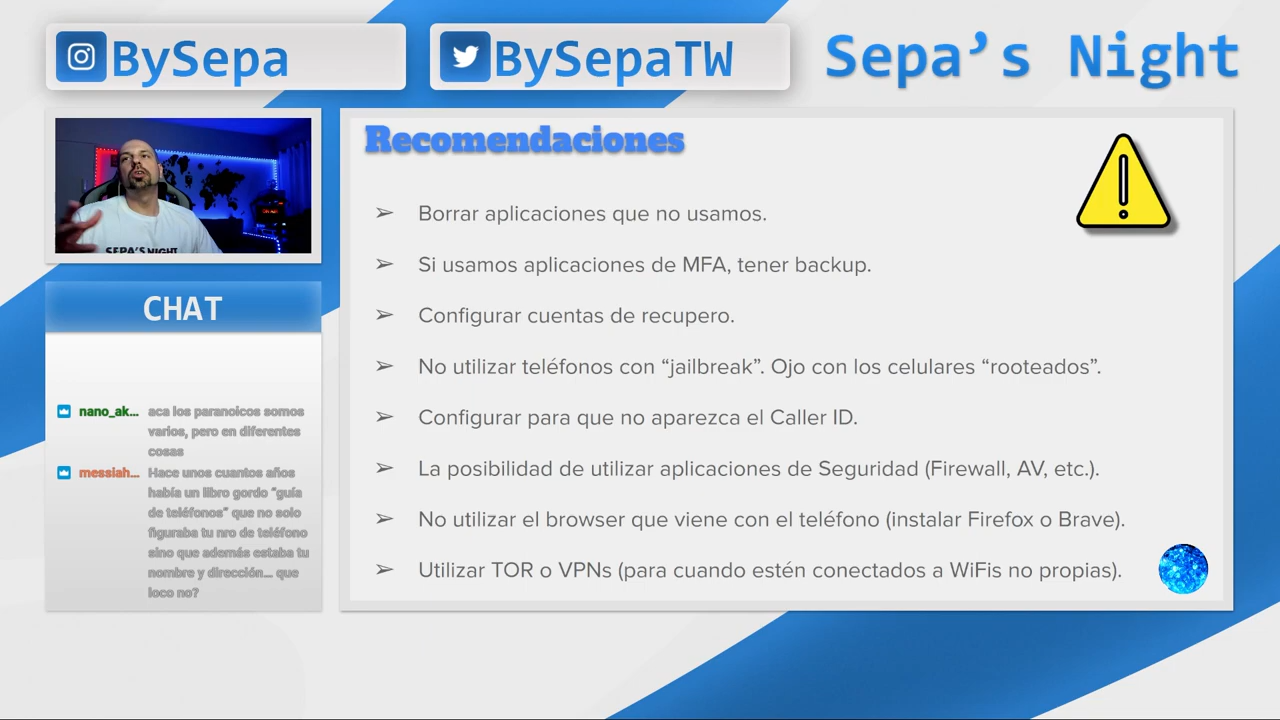 BySepa
BySepaTW
Sepa’s Night
SEPA'S NIGHT
CHAT
nano_ak... aca los paranoicos somos
varios, pero en diferentes
cosas
messiah... Hace unos cuantos años
había un libro gordo “guía
de teléfonos” que no solo
figuraba tu nro de teléfono
sino que además estaba tu
nombre y dirección... que
loco no?
Recomendaciones
➢ Borrar aplicaciones que no usamos.
➢ Si usamos aplicaciones de MFA, tener backup.
➢ Configurar cuentas de recupero.
➢ No utilizar teléfonos con “jailbreak”. Ojo con los celulares “rooteados”.
➢ Configurar para que no aparezca el Caller ID.
➢ La posibilidad de utilizar aplicaciones de Seguridad (Firewall, AV, etc.).
➢ No utilizar el browser que viene con el teléfono (instalar Firefox o Brave).
➢ Utilizar TOR o VPNs (para cuando estén conectados a WiFis no propias).